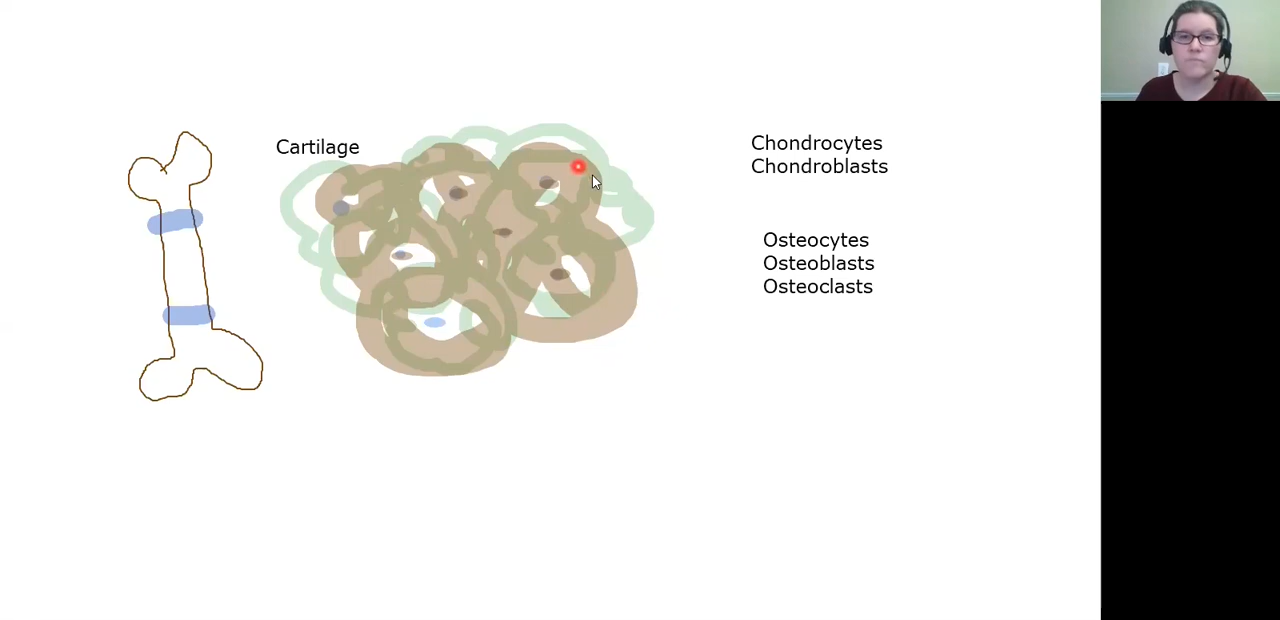 Cartilage
Chondrocytes
Chondroblasts
Osteocytes
Osteoblasts
Osteoclasts